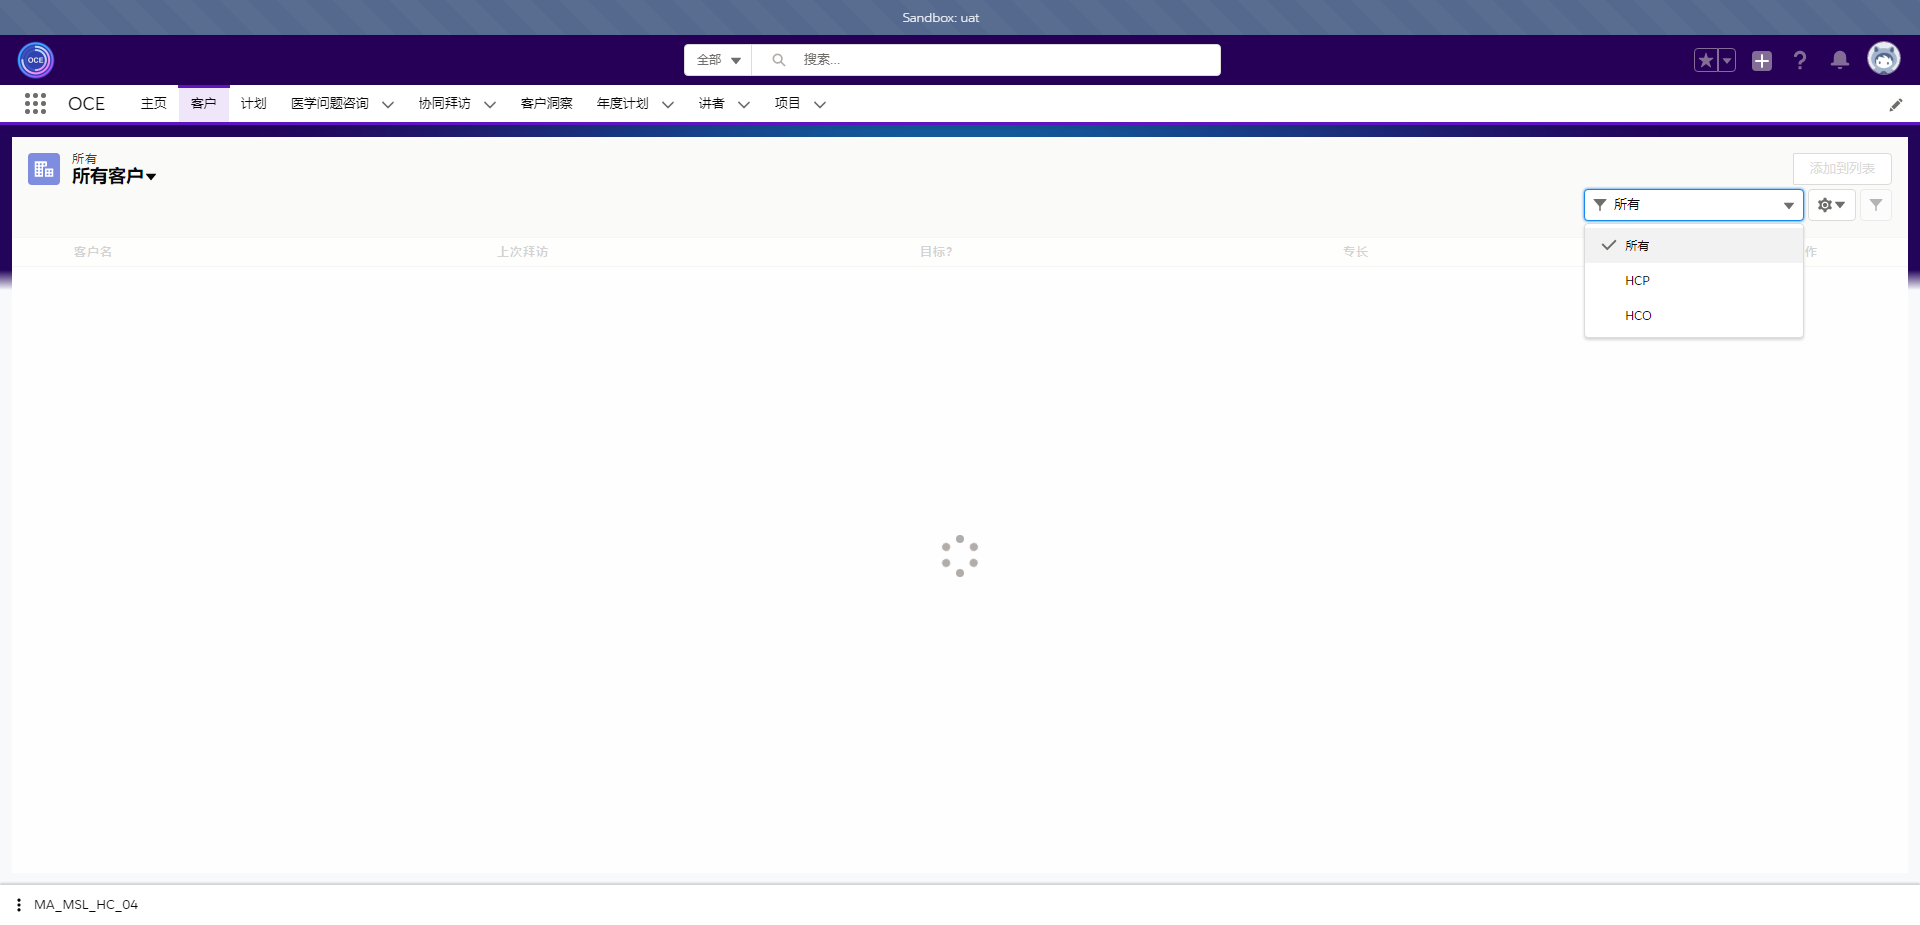 Sandbox: uat
OCE
全部
搜索...
OCE
主页
客户
计划
医学问题咨询
协同拜访
客户洞察
年度计划
讲者
项目
所有
所有客户
添加到列表
所有
客户名
上次拜访
目标?
专长
作
所有
HCP
HCO
MA_MSL_HC_04